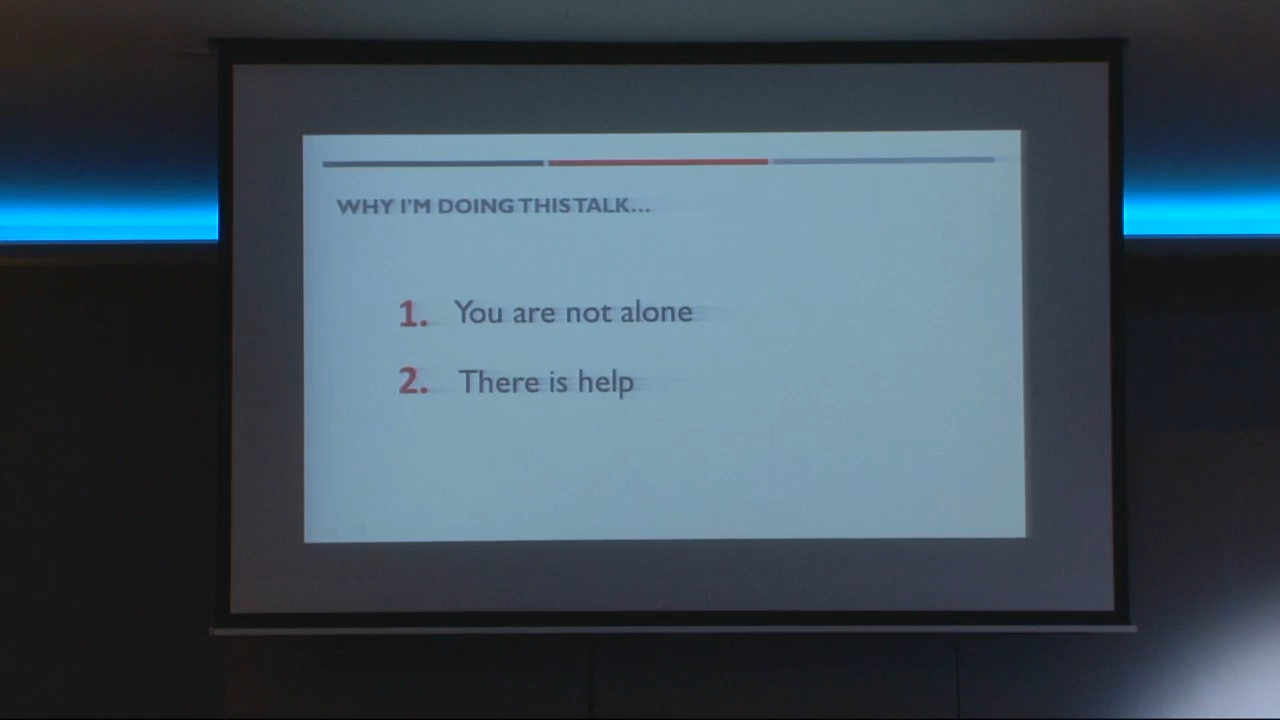 WHY I'M DOING THIS TALK...
1. You are not alone
2. There is help